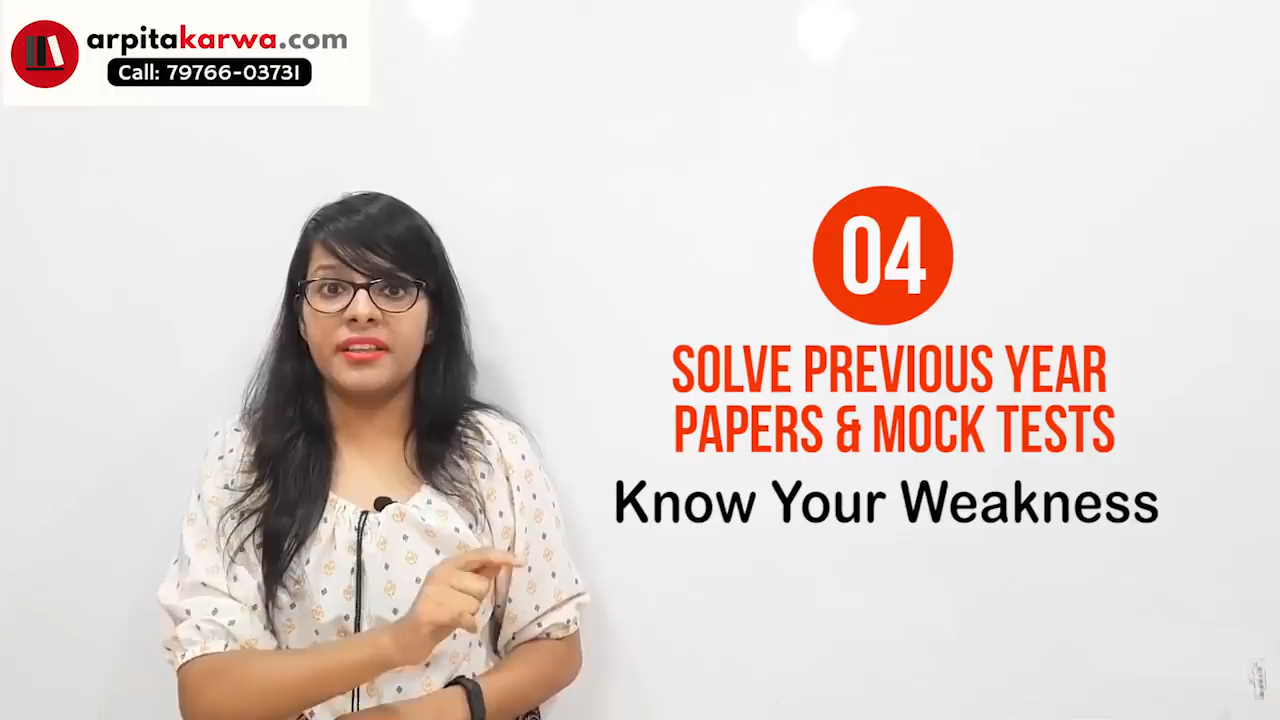 arpitakarwa.com
Call: 79766-03731
04
SOLVE PREVIOUS YEAR
PAPERS & MOCK TESTS
Know Your Weakness